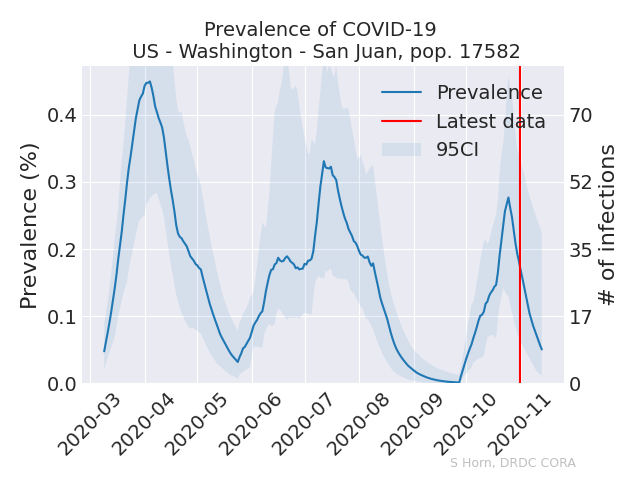 Prevalence of COVID-19
US - Washington - San Juan, pop. 17582
Prevalence
Latest data
95CI
Prevalence (%)
0.4
0.3
0.2
0.1
0.0
70
52
35
17
0
# of infections
2020-03
2020-04
2020-05
2020-06
2020-07
2020-08
2020-09
2020-10
2020-11
S Horn, DRDC CORA